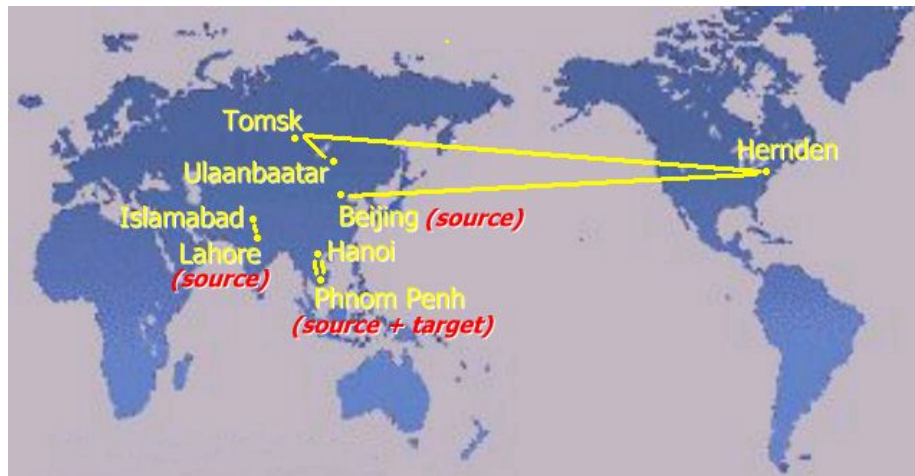 Tomsk
Hernden
Ulaanbaatar
Islamabad
Beijing (source)
Lahore
Hanoi
(source)
Phnom Penh
(source + target)